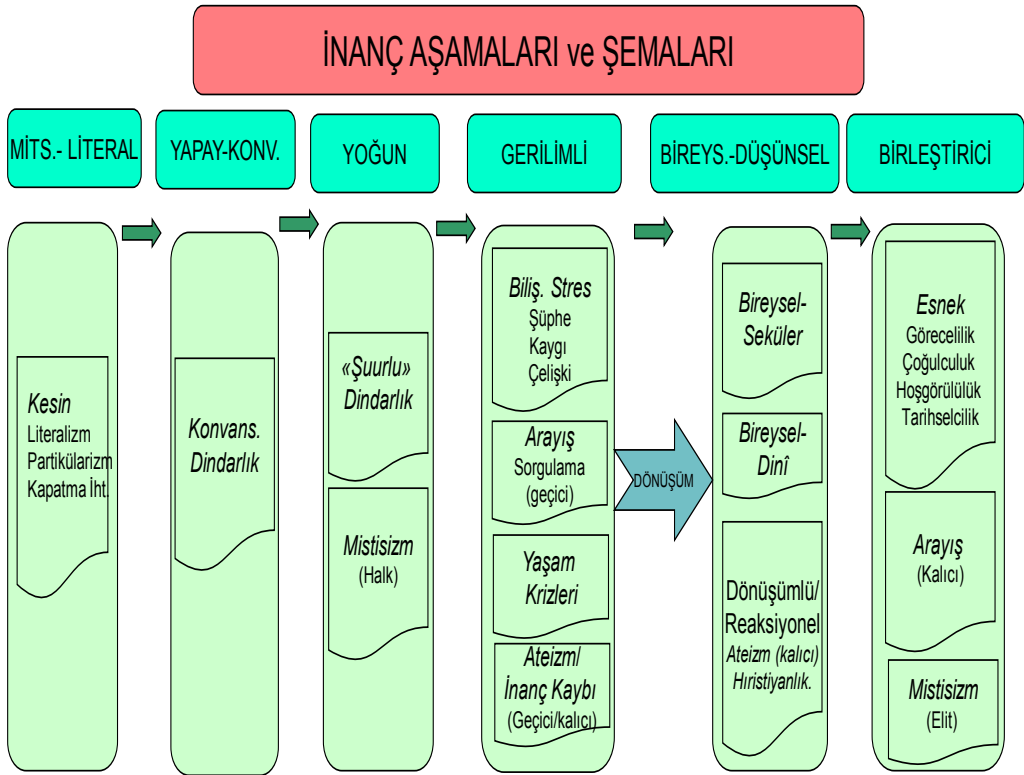 İNANÇ AŞAMALARI ve ŞEMALARI
MİTS.- LİTERAL
YAPAY-KONV.
YOĞUN
GERİLİMLİ
BİREYS.-DÜŞÜNSEL
BİRLEŞTİRİCİ
Kesin
Literalizm
Partikülarizm
Kapatma İht.
Konvans.
Dindarlık
«Şuurlu»
Dindarlık
Mistisizm
(Halk)
Biliş. Stres
Şüphe
Kaygı
Çelişki
Arayış
Sorgulama
(geçici)
Yaşam
Krizleri
Ateizm/
İnanç Kaybı
(Geçici/kalıcı)
DÖNÜŞÜM
Bireysel-
Seküler
Bireysel-
Dinî
Dönüşümlü/
Reaksiyonel
Ateizm (kalıcı)
Hıristiyanlık.
Esnek
Görecelilik
Çoğulculuk
Hoşgörülülük
Tarihselcilik
Arayış
(Kalıcı)
Mistisizm
(Elit)